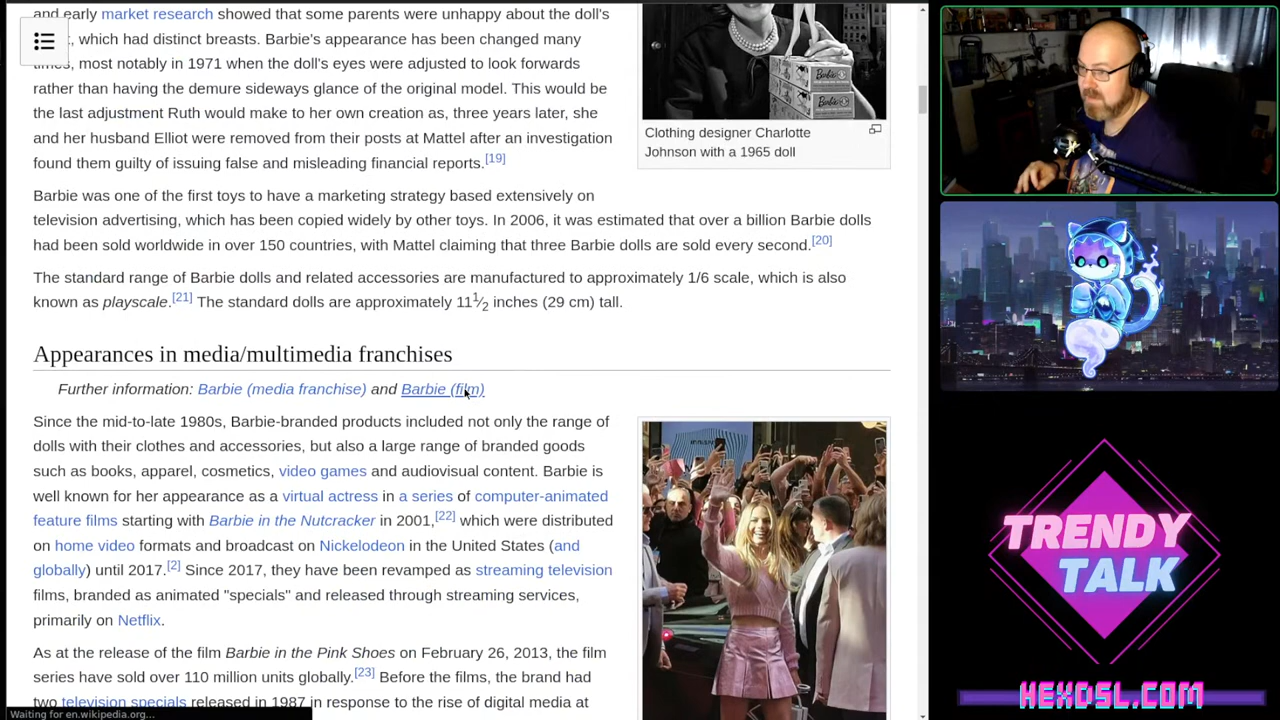 and early market research showed that some parents were unhappy about the doll's
, which had distinct breasts. Barbie's appearance has been changed many
times, most notably in 1971 when the doll's eyes were adjusted to look forwards
rather than having the demure sideways glance of the original model. This would be
the last adjustment Ruth would make to her own creation as, three years later, she
and her husband Elliot were removed from their posts at Mattel after an investigation
found them guilty of issuing false and misleading financial reports.[19]
Barbie
Barbie
Clothing designer Charlotte
Johnson with a 1965 doll
Barbie was one of the first toys to have a marketing strategy based extensively on
television advertising, which has been copied widely by other toys. In 2006, it was estimated that over a billion Barbie dolls
had been sold worldwide in over 150 countries, with Mattel claiming that three Barbie dolls are sold every second.[20]
The standard range of Barbie dolls and related accessories are manufactured to approximately 1/6 scale, which is also
known as playscale.[21] The standard dolls are approximately 11 1⁄2 inches (29 cm) tall.
Appearances in media/multimedia franchises
Further information: Barbie (media franchise) and Barbie (film)
Since the mid-to-late 1980s, Barbie-branded products included not only the range of
dolls with their clothes and accessories, but also a large range of branded goods
such as books, apparel, cosmetics, video games and audiovisual content. Barbie is
well known for her appearance as a virtual actress in a series of computer-animated
feature films starting with Barbie in the Nutcracker in 2001,[22] which were distributed
on home video formats and broadcast on Nickelodeon in the United States (and
globally) until 2017.[2] Since 2017, they have been revamped as streaming television
films, branded as animated "specials" and released through streaming services,
primarily on Netflix.
As at the release of the film Barbie in the Pink Shoes on February 26, 2013, the film
series have sold over 110 million units globally.[23] Before the films, the brand had
two television specials released in 1987 in response to the rise of digital media at
Waiting for en.wikipedia.org...
TRENDY
TALK
HEXDSL.COM